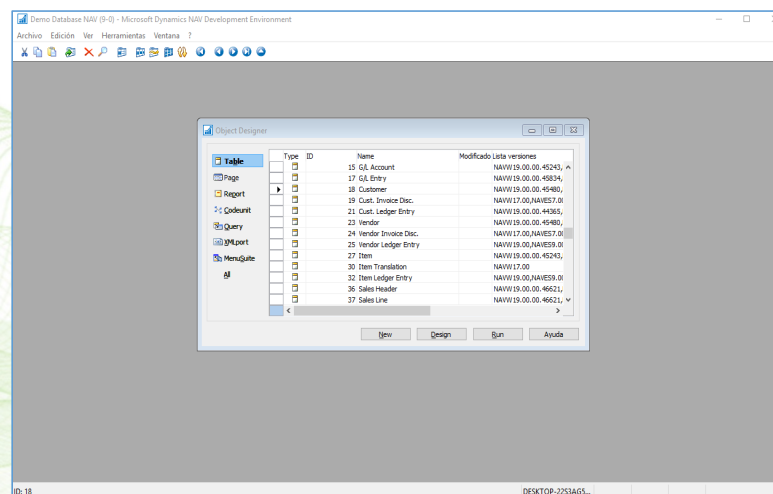 Demo Database NAV (9-0) - Microsoft Dynamics NAV Development Environment
Archivo Edición Ver Herramientas Ventana ?
Object Designer
Type ID Name Modificado Lista versiones
Table
Page
Report
Codeunit
Query
XMLport
MenuSuite
All
15 G/L Account NAVW19.00.00.45243,
17 G/L Entry NAVW19.00.00.45834,
18 Customer NAVW19.00.00.45480,
19 Cust. Invoice Disc. NAVW17.00,NAVES7.0
21 Cust. Ledger Entry NAVW19.00.00.44365,
23 Vendor NAVW19.00.00.45480,
24 Vendor Invoice Disc. NAVW17.00,NAVES7.0
25 Vendor Ledger Entry NAVW19.00,NAVES9.0
27 Item NAVW19.00.00.45243,
30 Item Translation NAVW17.00
32 Item Ledger Entry NAVW19.00,NAVES9.0
36 Sales Header NAVW19.00.00.46621,
37 Sales Line NAVW19.00.00.46621,
New Design Run Ayuda
ID: 18 DESKTOP-22S3AG5...